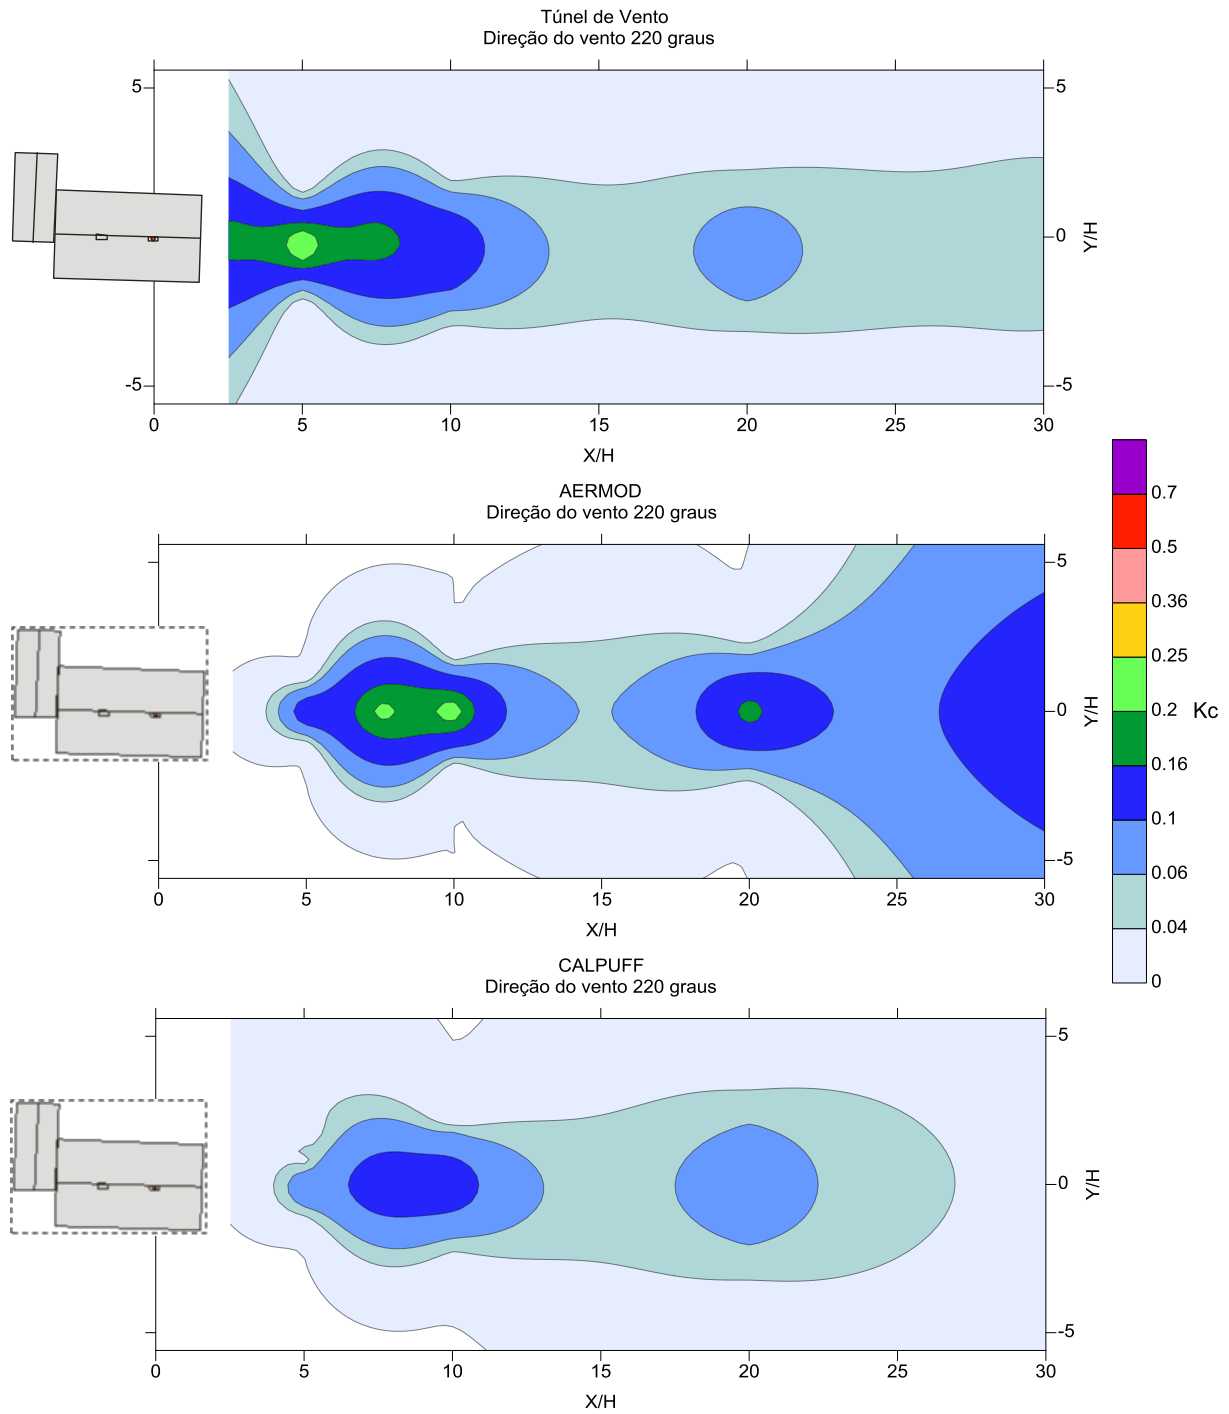 Túnel de Vento
Direção do vento 220 graus
5
5
0
-5
-5
Y/H
0 5 10 15 20 25 30
X/H
AERMOD
Direção do vento 220 graus
5
0
-5
Y/H
0 5 10 15 20 25 30
X/H
0.7
0.5
0.36
0.25
0.2
0.16
0.1
0.06
0.04
0
Kc
CALPUFF
Direção do vento 220 graus
5
0
-5
Y/H
0 5 10 15 20 25 30
X/H